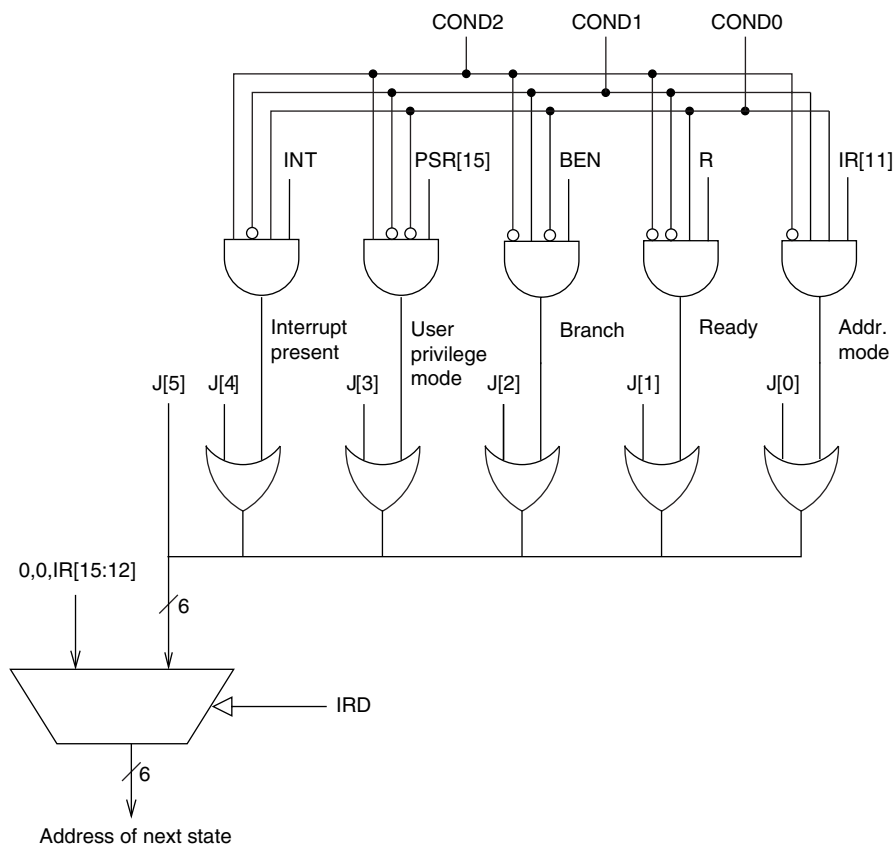 COND2 COND1 COND0
INT PSR[15] BEN R IR[11]
Interrupt
present
User
privilege
mode
Branch
Ready
Addr.
mode
J[5] J[4] J[3] J[2] J[1] J[0]
0,0,IR[15:12]
6
IRD
6
Address of next state